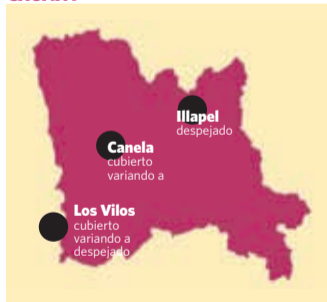 Illapel
despejado
Canela
cubierto
variando a
Los Vilos
cubierto
variando a
despejado